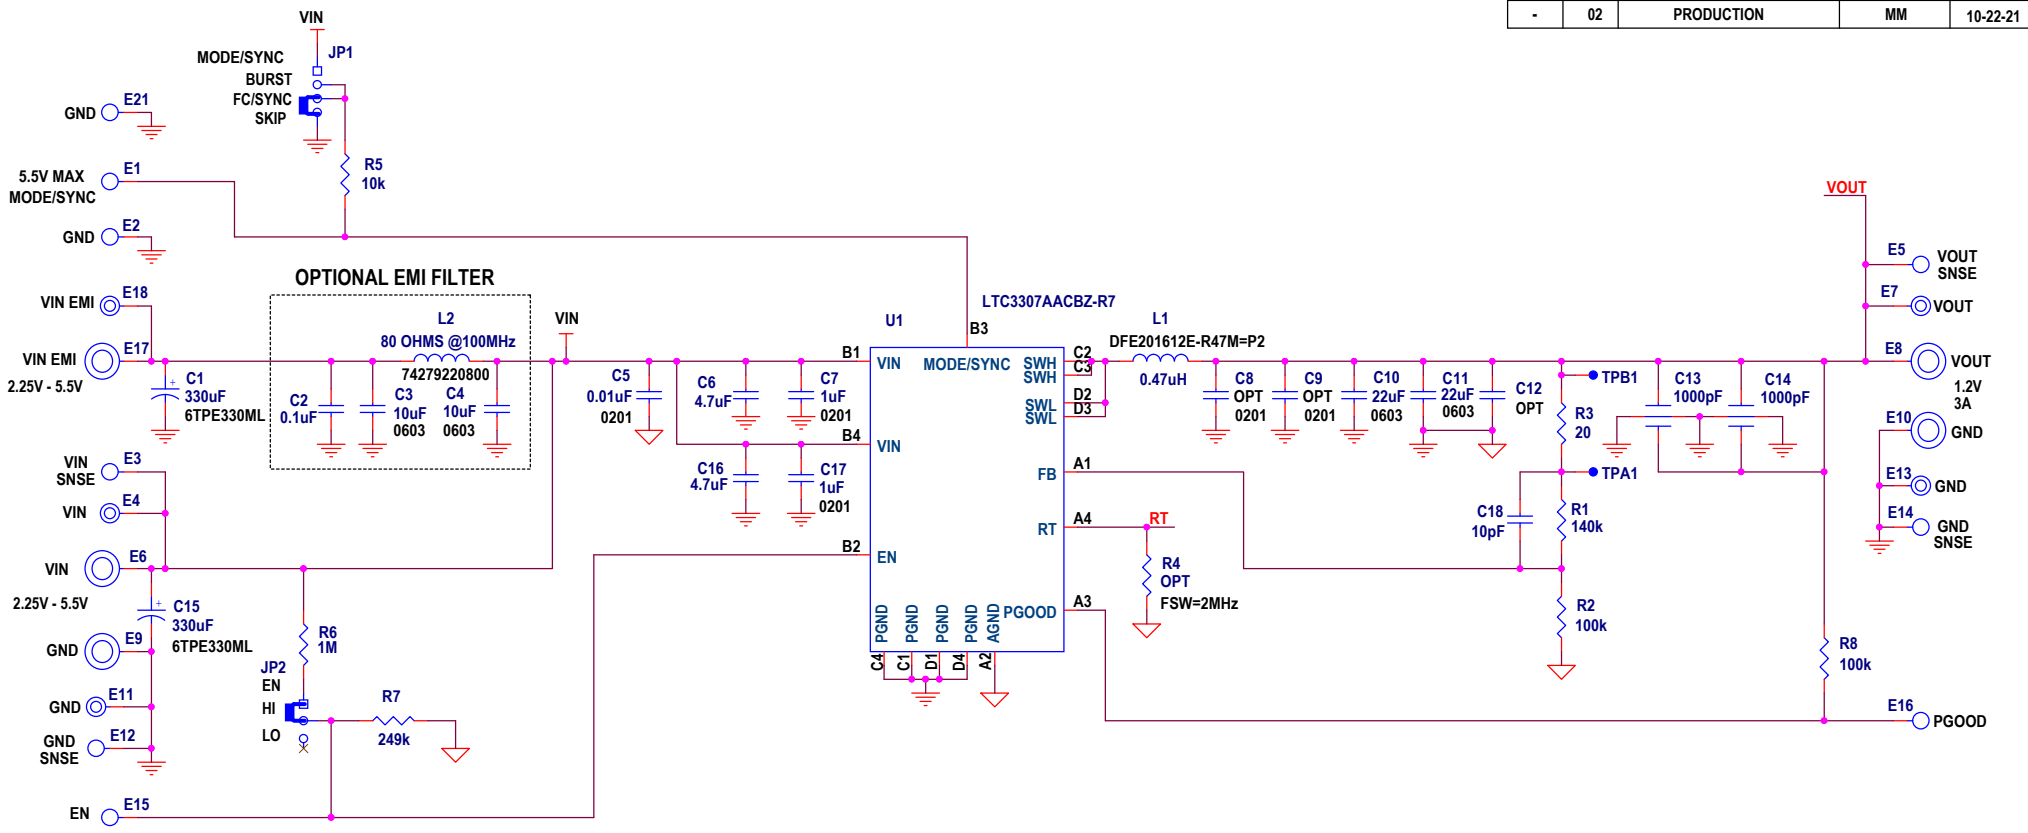 - 02 PRODUCTION MM 10-22-21
VIN
JP1
MODE/SYNC
BURST
FC/SYNC
SKIP
E21
GND
E1
5.5V MAX
MODE/SYNC
R5
10k
E2
GND
VOUT
OPTIONAL EMI FILTER
E18
VIN EMI
E17
VIN EMI
2.25V - 5.5V
C1
330uF
6TPE330ML
L2
80 OHMS @100MHz
74279220800
C2
0.1uF
C3
10uF
0603
C4
10uF
0603
VIN
C5
0.01uF
0201
C6
4.7uF
C7
1uF
0201
C16
4.7uF
C17
1uF
0201
U1
LTC3307AACBZ-R7
B3
B1
VIN
MODE/SYNC
B4
VIN
B2
EN
C2
SWH
C3
SWH
D2
SWL
D3
SWL
A1
FB
A4
RT
A3
PGOOD
PGND
PGND
PGND
PGND
AGND
C4
C1
D1
D4
A2
L1
DFE201612E-R47M=P2
0.47uH
C8
OPT
0201
C9
OPT
0201
C10
22uF
0603
C11
22uF
0603
C12
OPT
TPB1
R3
20
TPA1
C13
1000pF
C14
1000pF
C18
10pF
R1
140k
R2
100k
RT
R4
OPT
FSW=2MHz
R8
100k
E5
VOUT
SNSE
E7
VOUT
E8
VOUT
1.2V
3A
E10
GND
E13
GND
E14
GND
SNSE
E16
PGOOD
E3
VIN
SNSE
E4
VIN
E6
VIN
2.25V - 5.5V
C15
330uF
6TPE330ML
E9
GND
E11
GND
E12
GND
SNSE
R6
1M
JP2
EN
HI
LO
R7
249k
E15
EN